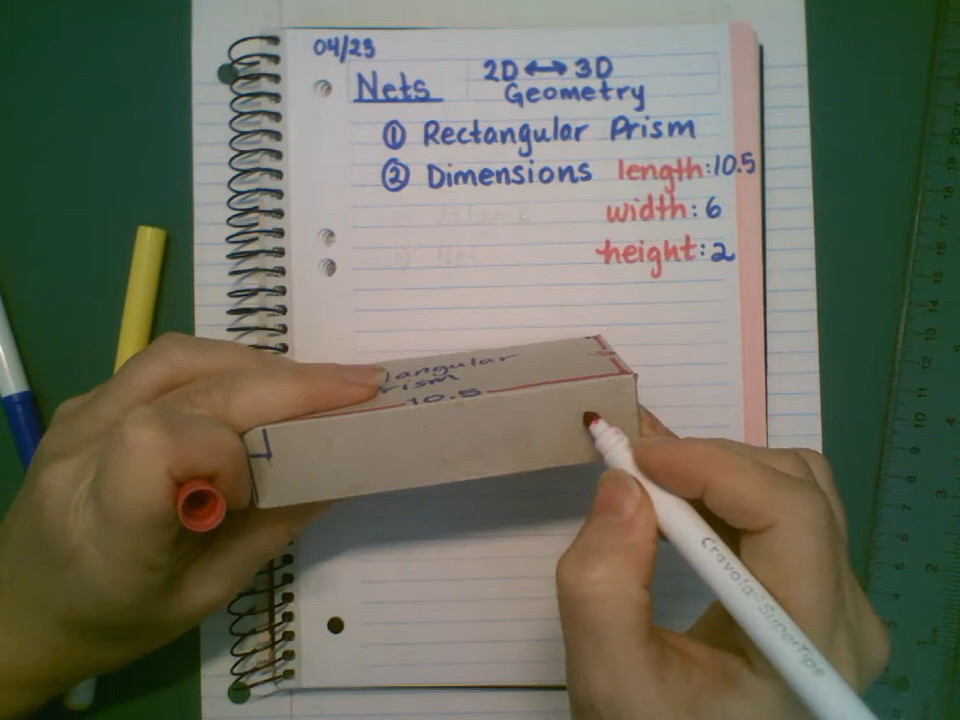 04/23
Nets 2D ↔ 3D
Geometry
① Rectangular Prism
② Dimensions length: 10.5
width: 6
height: 2
tangular
rism
10.5
Crayola SuperTips